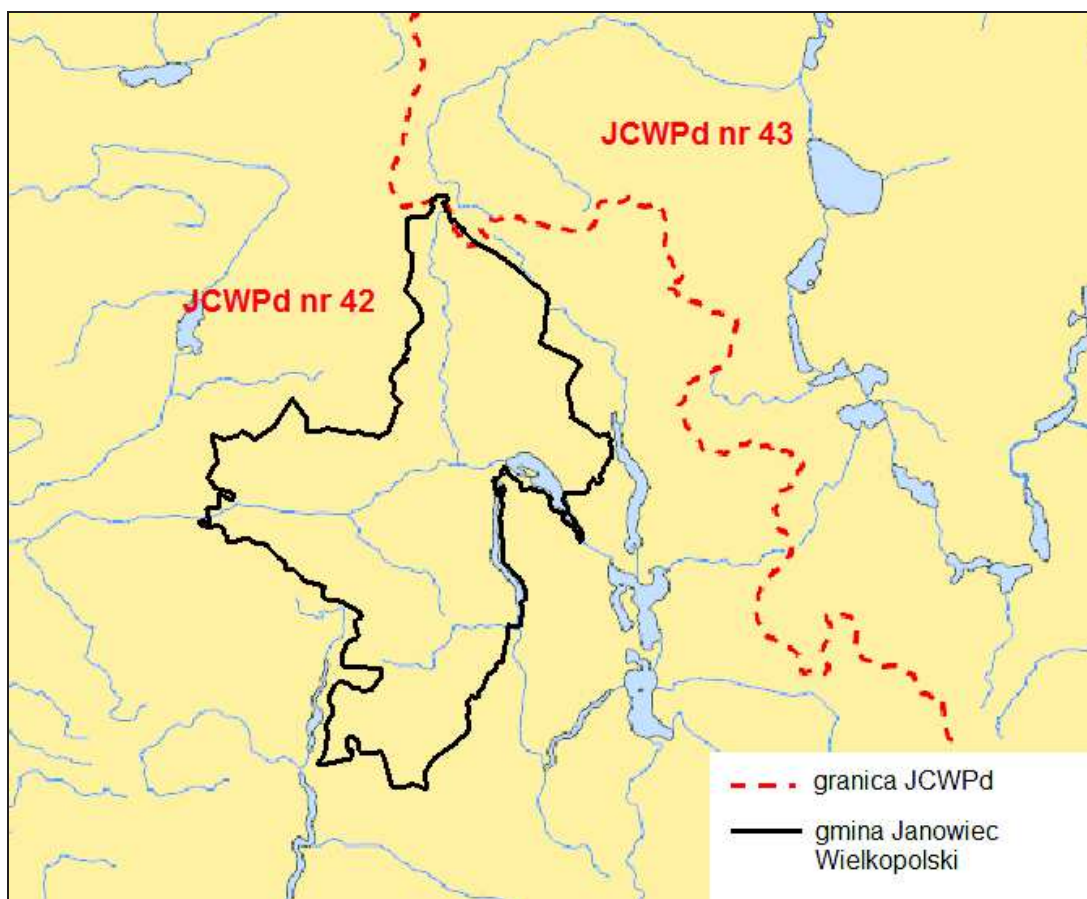 JCWPd nr 43
JCWPd nr 42
granica JCWPd
gmina Janowiec
Wielkopolski